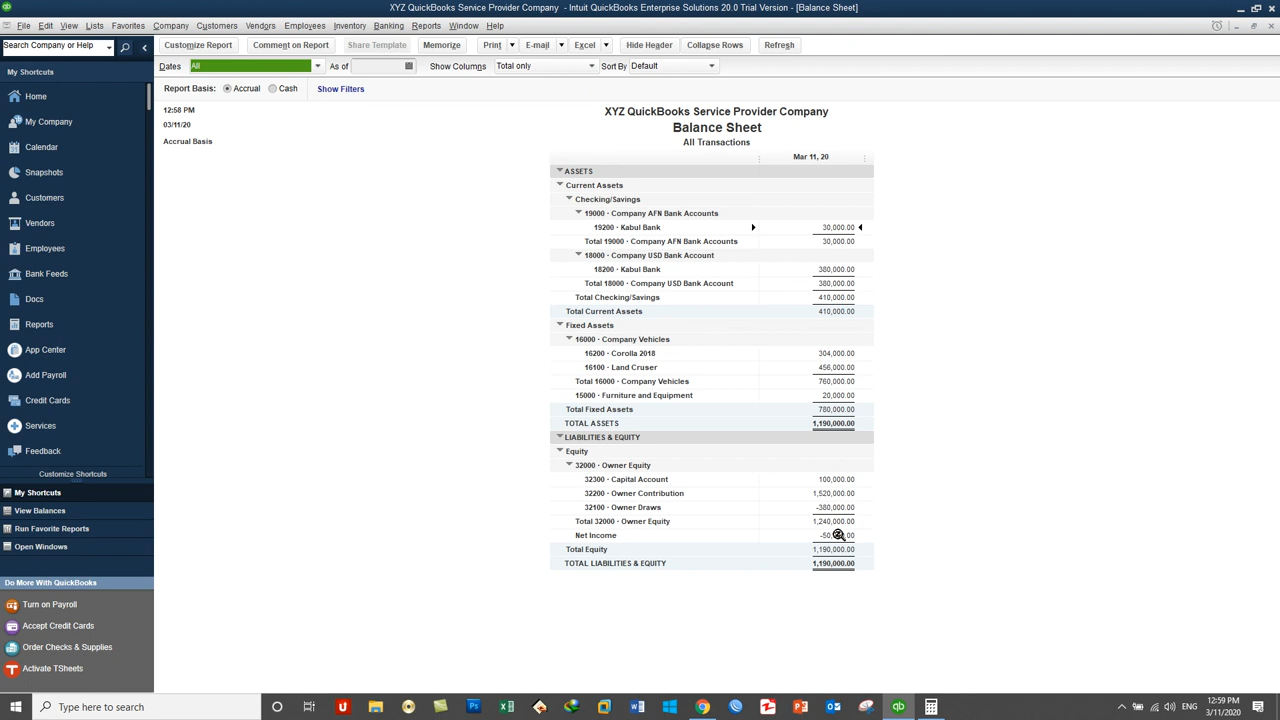 XYZ QuickBooks Service Provider Company - Intuit QuickBooks Enterprise Solutions 20.0 Trial Version - [Balance Sheet]
File Edit View Lists Favorites Company Customers Vendors Employees Inventory Banking Reports Window Help
Search Company or Help
Customize Report Comment on Report Share Template Memorize Print E-mail Excel Hide Header Collapse Rows Refresh
Dates All As of Show Columns Total only Sort By Default
Report Basis: Accrual Cash Show Filters
My Shortcuts
Home
My Company
Calendar
Snapshots
Customers
Vendors
Employees
Bank Feeds
Docs
Reports
App Center
Add Payroll
Credit Cards
Services
Feedback
Customize Shortcuts
My Shortcuts
View Balances
Run Favorite Reports
Open Windows
Do More With QuickBooks
Turn on Payroll
Accept Credit Cards
Order Checks & Supplies
Activate TSheets
12:58 PM
03/11/20
Accrual Basis
XYZ QuickBooks Service Provider Company
Balance Sheet
All Transactions
Mar 11, 20
ASSETS
Current Assets
Checking/Savings
19000 · Company AFN Bank Accounts
19200 · Kabul Bank 30,000.00
Total 19000 · Company AFN Bank Accounts 30,000.00
18000 · Company USD Bank Account
18200 · Kabul Bank 380,000.00
Total 18000 · Company USD Bank Account 380,000.00
Total Checking/Savings 410,000.00
Total Current Assets 410,000.00
Fixed Assets
16000 · Company Vehicles
16200 · Corolla 2018 304,000.00
16100 · Land Cruser 456,000.00
Total 16000 · Company Vehicles 760,000.00
15000 · Furniture and Equipment 20,000.00
Total Fixed Assets 780,000.00
TOTAL ASSETS 1,190,000.00
LIABILITIES & EQUITY
Equity
32000 · Owner Equity
32300 · Capital Account 100,000.00
32200 · Owner Contribution 1,520,000.00
32100 · Owner Draws -380,000.00
Total 32000 · Owner Equity 1,240,000.00
Net Income
Total Equity 1,190,000.00
TOTAL LIABILITIES & EQUITY 1,190,000.00
Type here to search
ENG
12:59 PM
3/11/2020